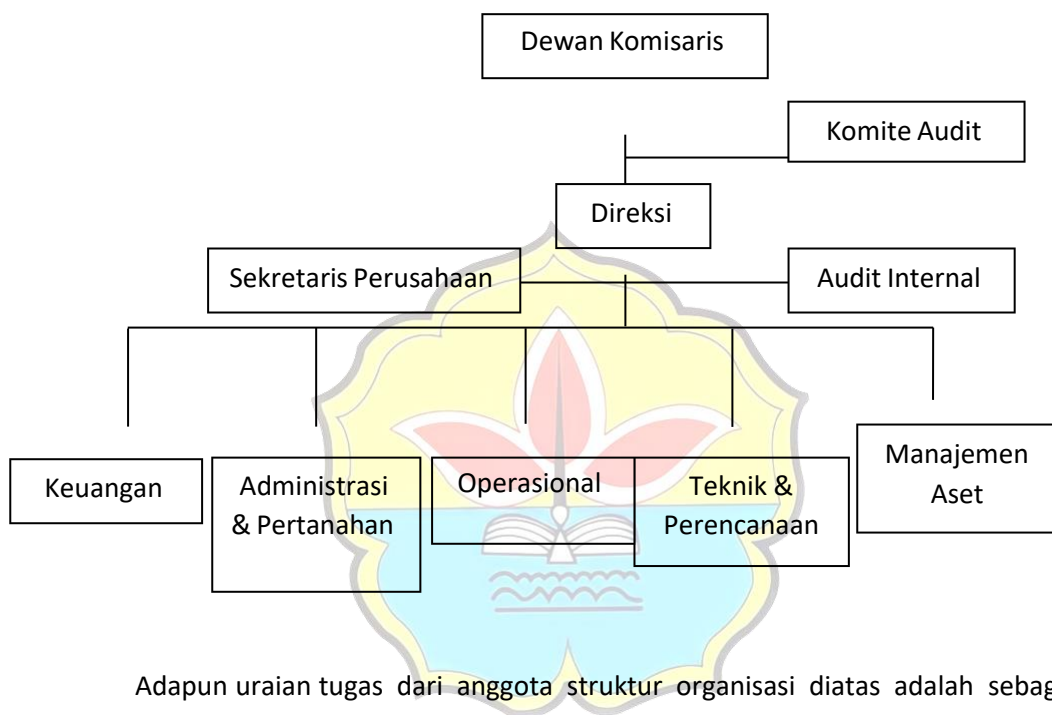 Dewan Komisaris
Komite Audit
Direksi
Sekretaris Perusahaan
Audit Internal
Keuangan
Administrasi
& Pertanahan
Operasional
Teknik &
Perencanaan
Manajemen
Aset
Adapun uraian tugas dari anggota struktur organisasi diatas adalah sebag